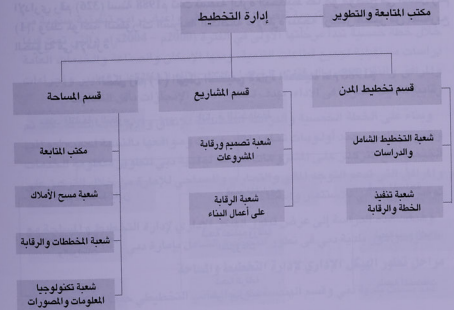 إدارة التخطيط
مكتب المتابعة والتطوير
قسم تخطيط المدن
قسم المشاريع
قسم المساحة
شعبة التخطيط الشامل
والدراسات
شعبة تنفيذ
الخطة والرقابة
شعبة تصميم ورقابة
المشروعات
شعبة الرقابة
على أعمال البناء
مكتب المتابعة
شعبة مسح الأملاك
شعبة المخططات والرقابة
شعبة تكنولوجيا
المعلومات والمصورات